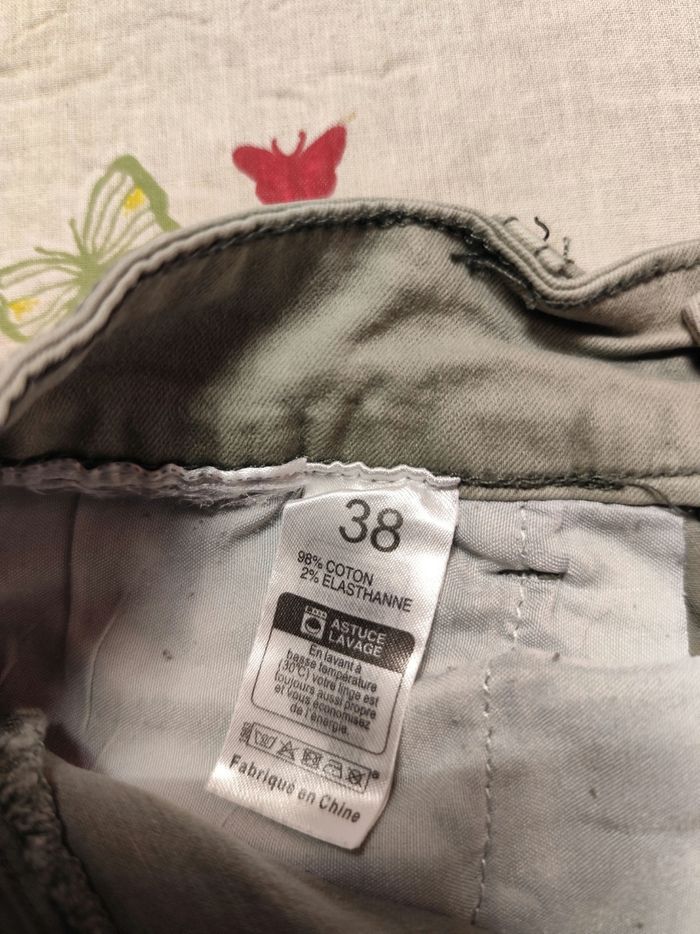 38
98% COTON
2% ELASTHANNE
ASTUCE
LAVAGE
En lavant à
basse température
(30°C) votre linge est
toujours aussi propre
et vous économisez
de l'énergie.
Fabriqué en Chine